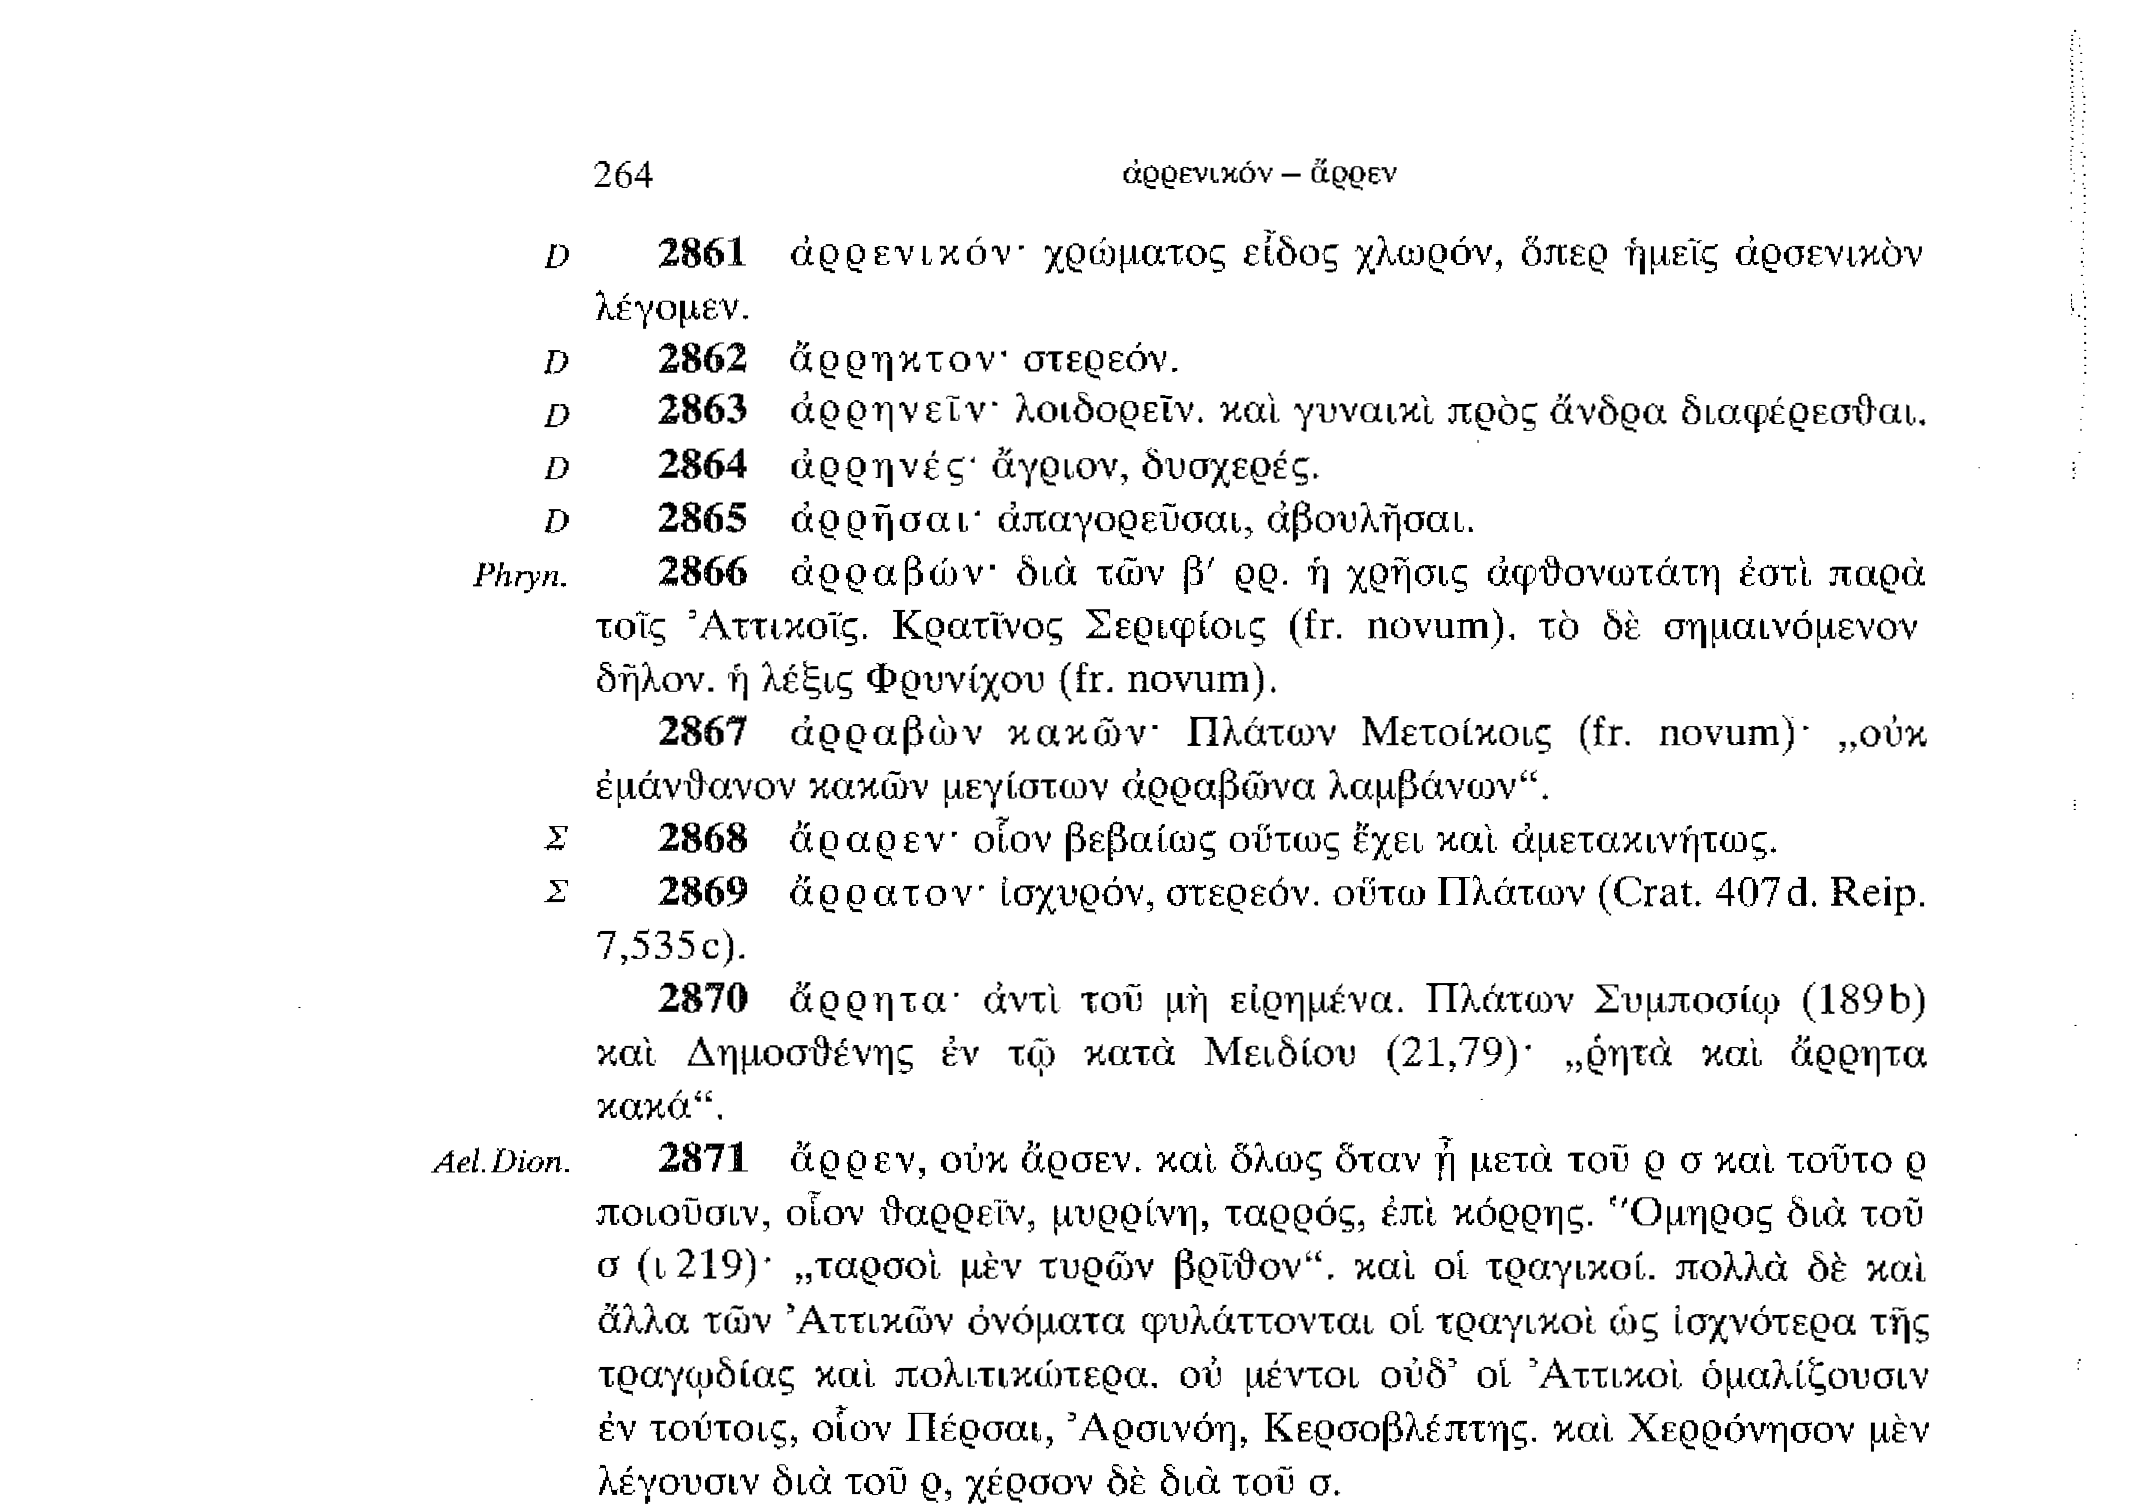 264 ἀρρενικόν – ἄρρεν
D 2861 ἀρρενικόν· χρώματος εἶδος χλωρόν, ὅπερ ἡμεῖς ἀρσενικὸν
λέγομεν.
D 2862 ἄρρηκτον· στερεόν.
D 2863 ἀρρηνεῖν· λοιδορεῖν. καὶ γυναικὶ πρὸς ἄνδρα διαφέρεσθαι.
D 2864 ἀρρηνές· ἄγριον, δυσχερές.
D 2865 ἀρρῆσαι· ἀπαγορεῦσαι, ἀβουλῆσαι.
Phryn. 2866 ἀρραβών· διὰ τῶν β′ ρρ. ἡ χρῆσις ἀφθονωτάτη ἐστὶ παρὰ
τοῖς Ἀττικοῖς. Κρατῖνος Σεριφίοις (fr. novum). τὸ δὲ σημαινόμενον
δῆλον. ἡ λέξις Φρυνίχου (fr. novum).
2867 ἀρραβὼν κακῶν· Πλάτων Μετοίκοις (fr. novum)· „οὐκ
ἐμάνθανον κακῶν μεγίστων ἀρραβῶνα λαμβάνων“.
Σ 2868 ἄραρεν· οἷον βεβαίως οὕτως ἔχει καὶ ἀμετακινήτως.
Σ 2869 ἄρρατον· ἰσχυρόν, στερεόν. οὕτω Πλάτων (Crat. 407d. Reip.
7,535c).
2870 ἄρρητα· ἀντὶ τοῦ μὴ εἰρημένα. Πλάτων Συμποσίῳ (189b)
καὶ Δημοσθένης ἐν τῷ κατὰ Μειδίου (21,79)· „ῥητὰ καὶ ἄρρητα
κακά“.
Ael.Dion. 2871 ἄρρεν, οὐκ ἄρσεν. καὶ ὅλως ὅταν ᾖ μετὰ τοῦ ρ σ καὶ τοῦτο ρ
ποιοῦσιν, οἷον θαρρεῖν, μυρρίνη, ταρρός, ἐπὶ κόρρης. Ὅμηρος διὰ τοῦ
σ (ι 219)· „ταρσοὶ μὲν τυρῶν βρῖθον“. καὶ οἱ τραγικοί. πολλὰ δὲ καὶ
ἄλλα τῶν Ἀττικῶν ὀνόματα φυλάττονται οἱ τραγικοὶ ὡς ἰσχνότερα τῆς
τραγῳδίας καὶ πολιτικώτερα. οὐ μέντοι οὐδ’ οἱ Ἀττικοὶ ὁμαλίζουσιν
ἐν τούτοις, οἷον Πέρσαι, Ἀρσινόη, Κερσοβλέπτης. καὶ Χερρόνησον μὲν
λέγουσιν διὰ τοῦ ρ, χέρσον δὲ διὰ τοῦ σ.